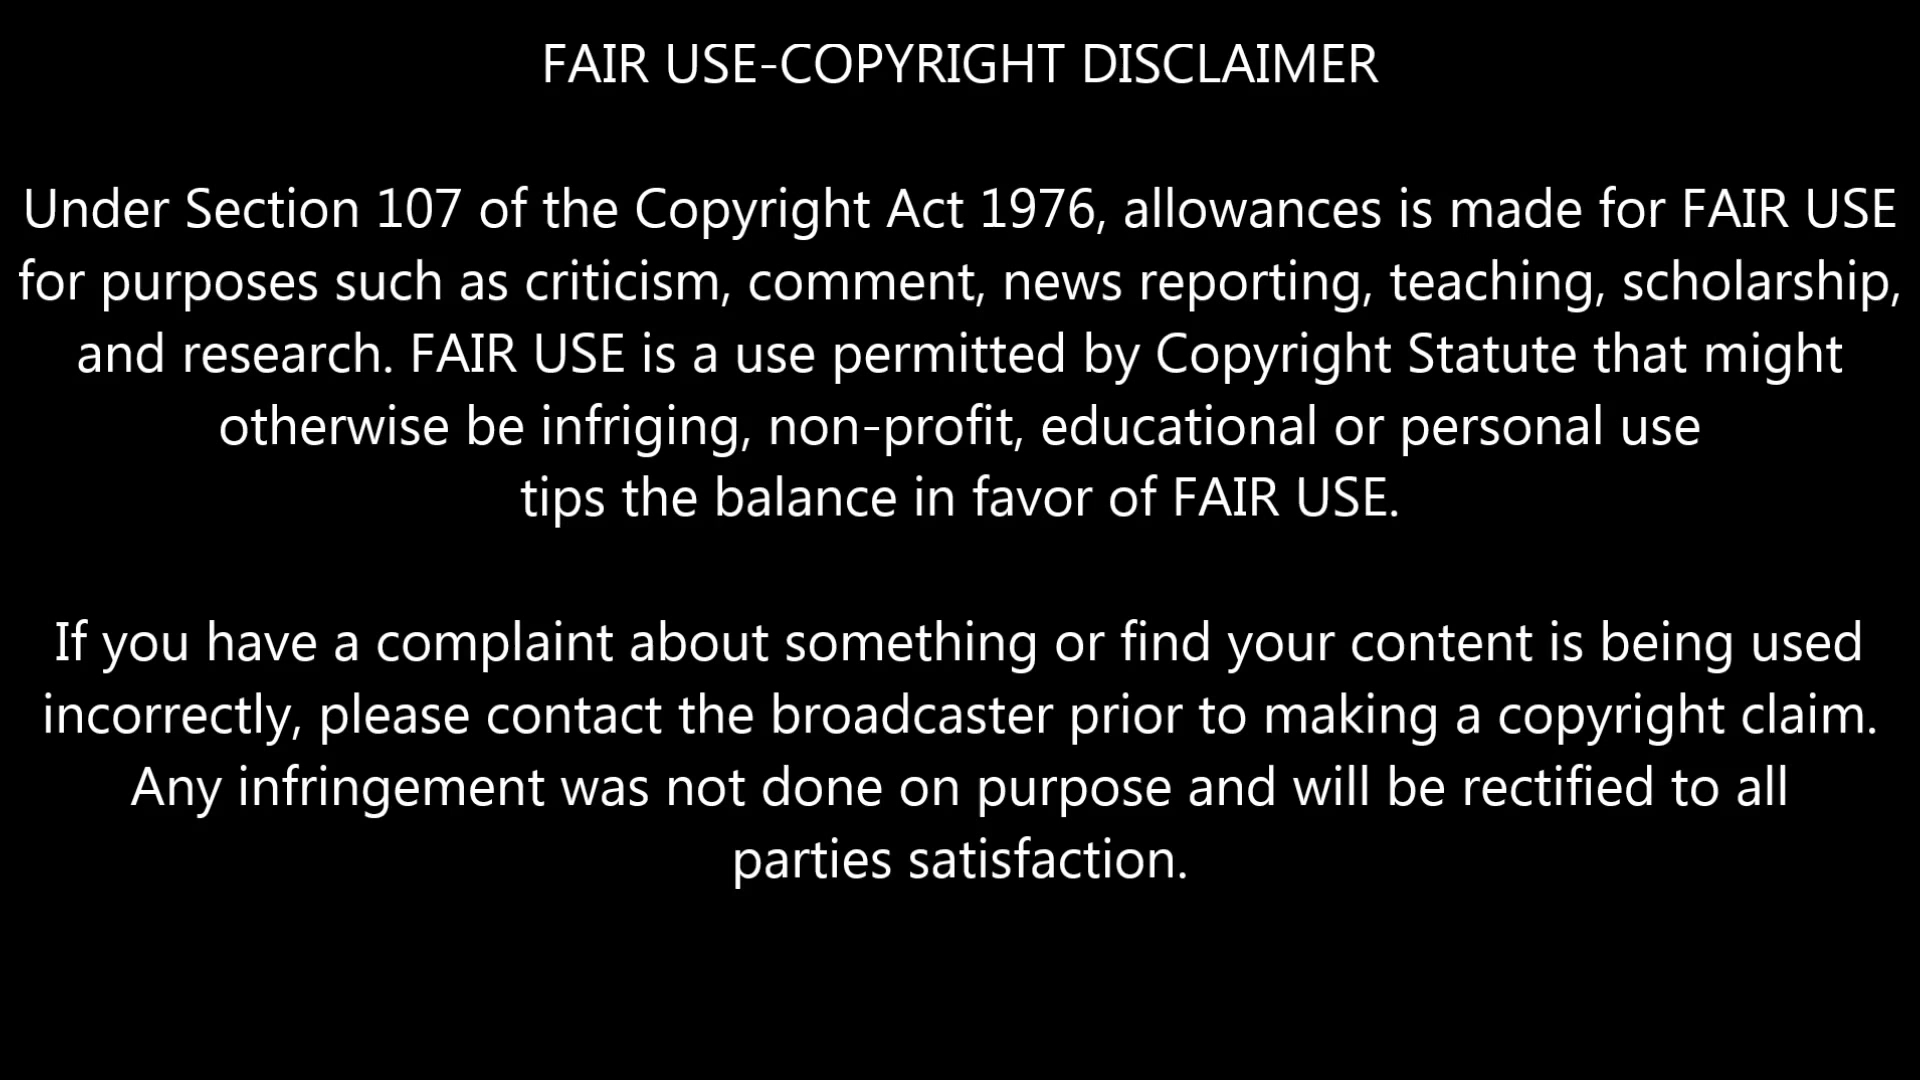 FAIR USE-COPYRIGHT DISCLAIMER
Under Section 107 of the Copyright Act 1976, allowances is made for FAIR USE
for purposes such as criticism, comment, news reporting, teaching, scholarship,
and research. FAIR USE is a use permitted by Copyright Statute that might
otherwise be infriging, non-profit, educational or personal use
tips the balance in favor of FAIR USE.
If you have a complaint about something or find your content is being used
incorrectly, please contact the broadcaster prior to making a copyright claim.
Any infringement was not done on purpose and will be rectified to all
parties satisfaction.